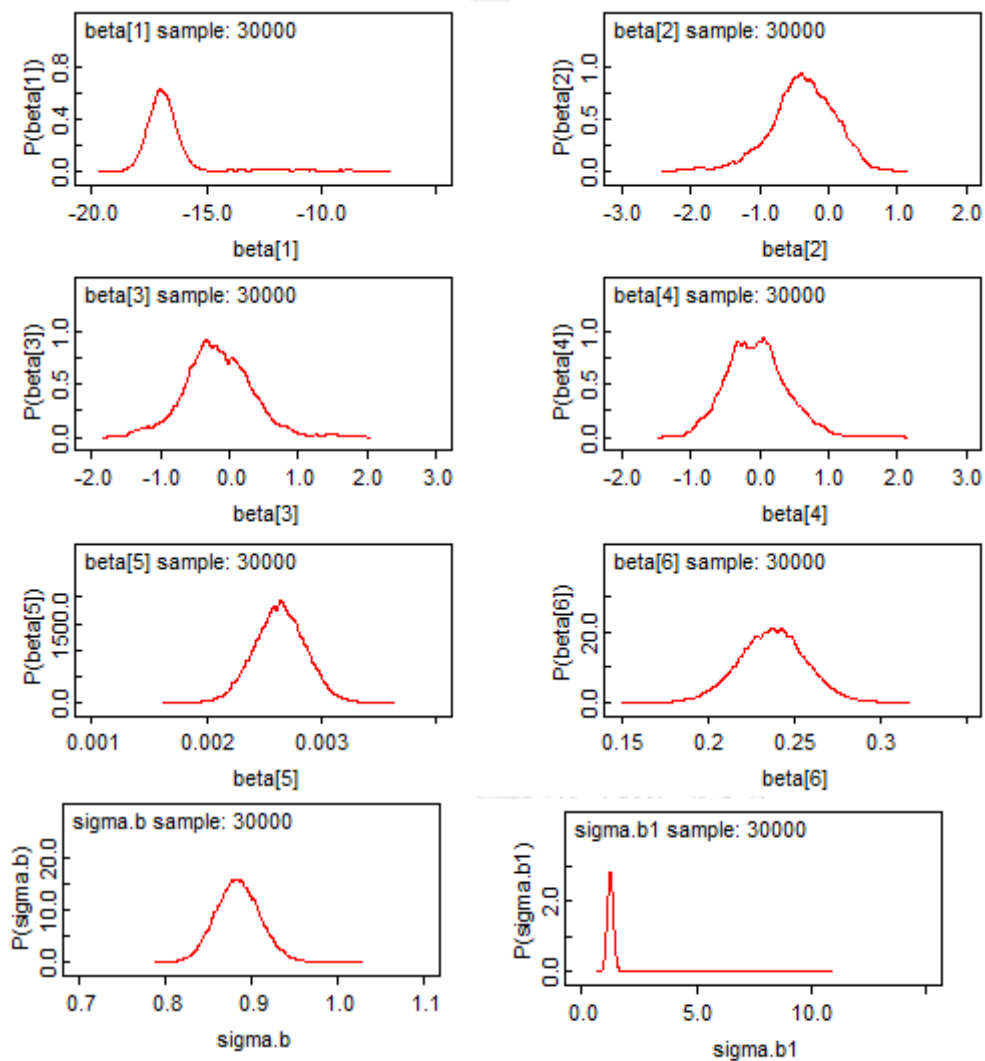 beta[1] sample: 30000
P(beta[1])
0.0 0.4 0.8
-20.0 -15.0 -10.0
beta[1]
beta[2] sample: 30000
P(beta[2])
0.0 0.5 1.0
-3.0 -2.0 -1.0 0.0 1.0 2.0
beta[2]
beta[3] sample: 30000
P(beta[3])
0.0 0.5 1.0
-2.0 -1.0 0.0 1.0 2.0 3.0
beta[3]
beta[4] sample: 30000
P(beta[4])
0.0 0.5 1.0
-2.0 -1.0 0.0 1.0 2.0 3.0
beta[4]
beta[5] sample: 30000
P(beta[5])
0.0 1500.0
0.001 0.002 0.003
beta[5]
beta[6] sample: 30000
P(beta[6])
0.0 20.0
0.15 0.2 0.25 0.3
beta[6]
sigma.b sample: 30000
P(sigma.b)
0.0 10.0 20.0
0.7 0.8 0.9 1.0 1.1
sigma.b
sigma.b1 sample: 30000
P(sigma.b1)
0.0 2.0
0.0 5.0 10.0
sigma.b1